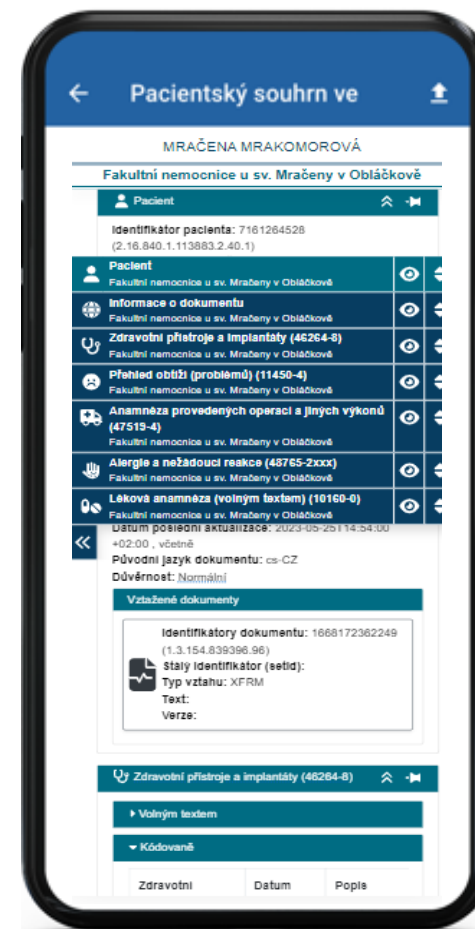 Pacientský souhrn ve
MRAČENA MRAKOMOROVÁ
Fakultní nemocnice u sv. Mračeny v Obláčkově
Pacient
Identifikátor pacienta: 7161264528
(2.16.840.1.113883.2.40.1)
Pacient
Fakultní nemocnice u sv. Mračeny v Obláčkově
Informace o dokumentu
Fakultní nemocnice u sv. Mračeny v Obláčkově
Zdravotní přístroje a implantáty (46264-8)
Fakultní nemocnice u sv. Mračeny v Obláčkově
Přehled obtíží (problémů) (11450-4)
Fakultní nemocnice u sv. Mračeny v Obláčkově
Anamnéza provedených operací a jiných výkonů
(47519-4)
Fakultní nemocnice u sv. Mračeny v Obláčkově
Alergie a nežádoucí reakce (48765-2xxx)
Fakultní nemocnice u sv. Mračeny v Obláčkově
Léková anamnéza (volným textem) (10160-0)
Fakultní nemocnice u sv. Mračeny v Obláčkově
Datum poslední aktualizace: 2023-05-25T14:54:00
+02:00 , včetně
Původní jazyk dokumentu: cs-CZ
Důvěrnost: Normální
Vztažené dokumenty
Identifikátory dokumentu: 1668172362249
(1.3.154.839396.96)
Stálý identifikátor (setId):
Typ vztahu: XFRM
Text:
Verze:
Zdravotní přístroje a implantáty (46264-8)
Volným textem
Kódovaně
Zdravotní Datum Popis